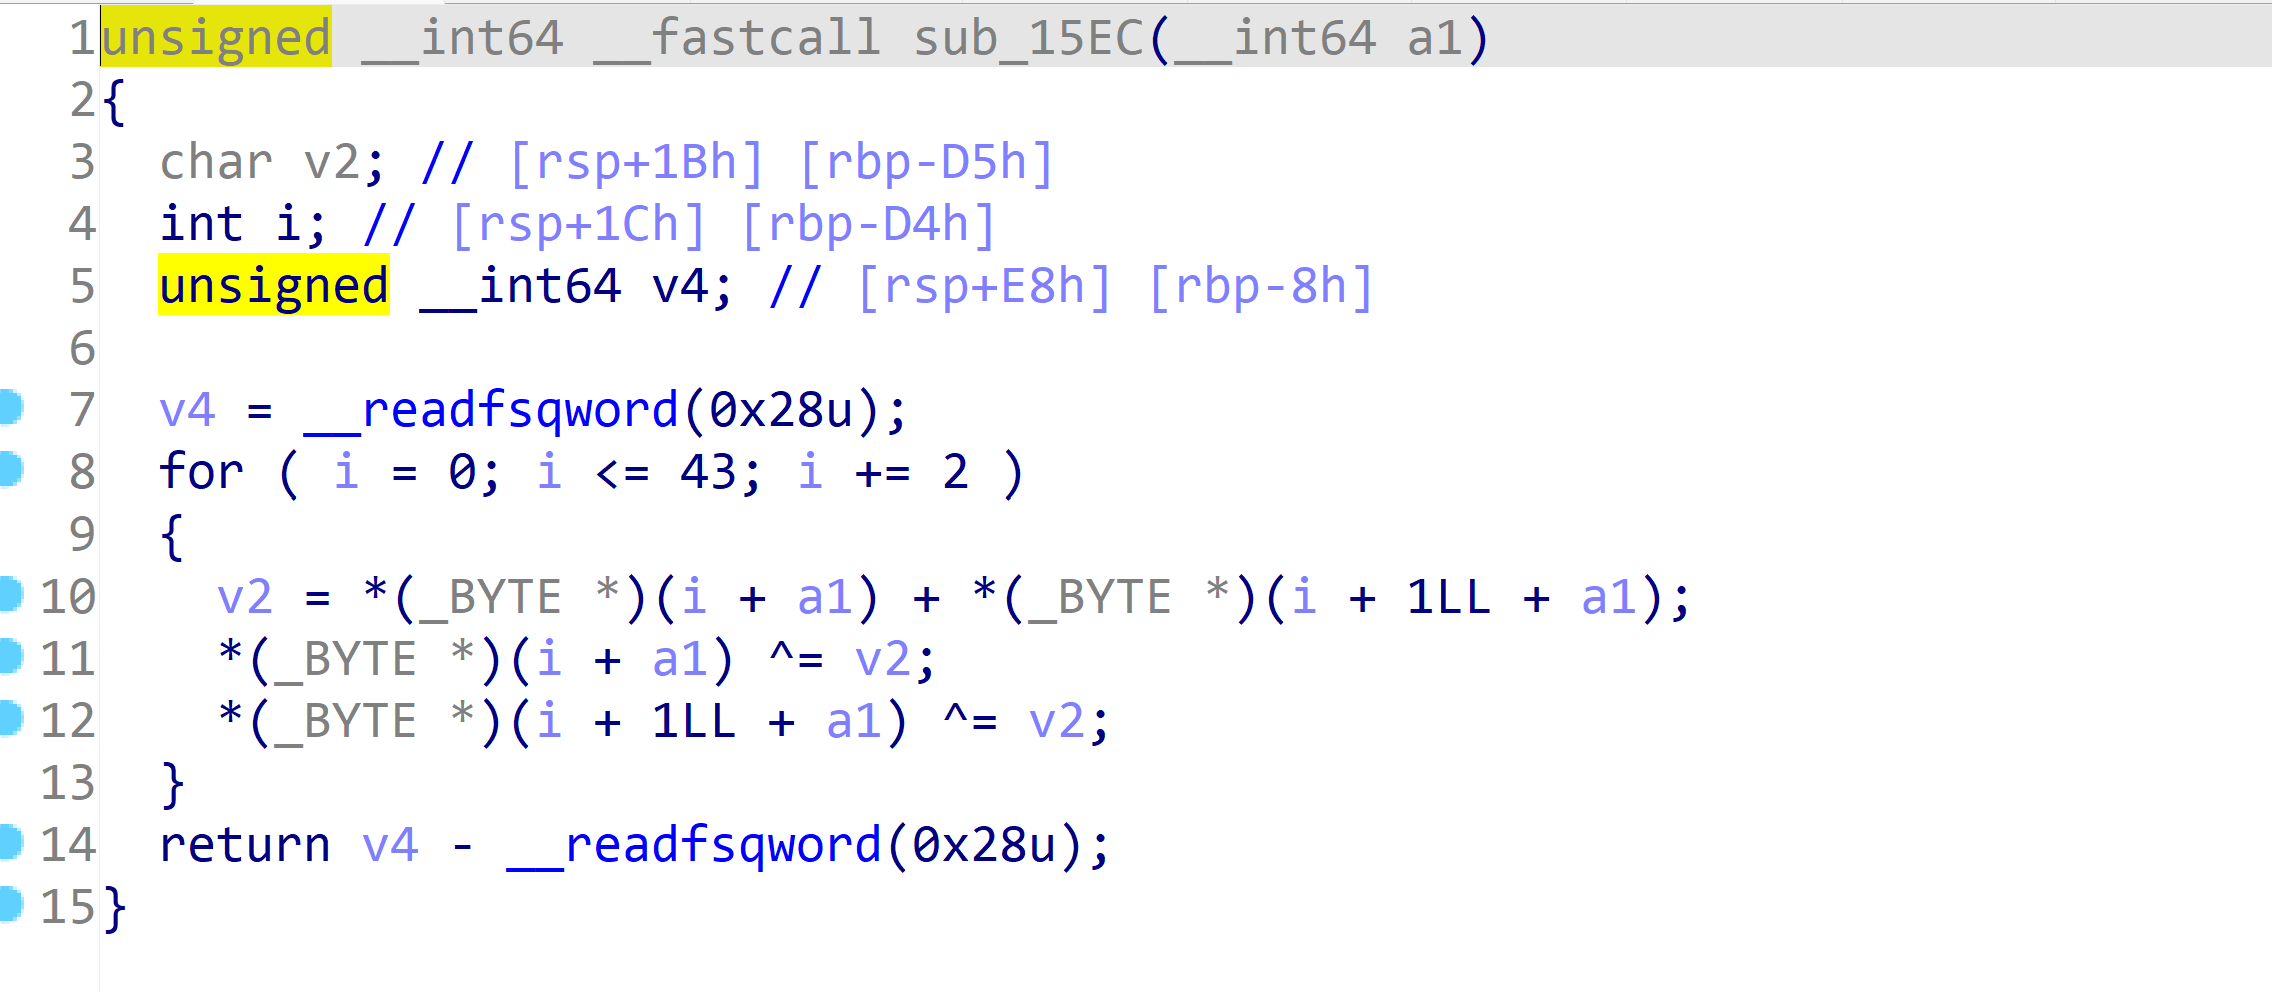 1 unsigned __int64 __fastcall sub_15EC(__int64 a1)
2 {
3   char v2; // [rsp+1Bh] [rbp-D5h]
4   int i; // [rsp+1Ch] [rbp-D4h]
5   unsigned __int64 v4; // [rsp+E8h] [rbp-8h]
6
7   v4 = __readfsqword(0x28u);
8   for ( i = 0; i <= 43; i += 2 )
9   {
10     v2 = *(_BYTE *)(i + a1) + *(_BYTE *)(i + 1LL + a1);
11     *(_BYTE *)(i + a1) ^= v2;
12     *(_BYTE *)(i + 1LL + a1) ^= v2;
13   }
14   return v4 - __readfsqword(0x28u);
15 }